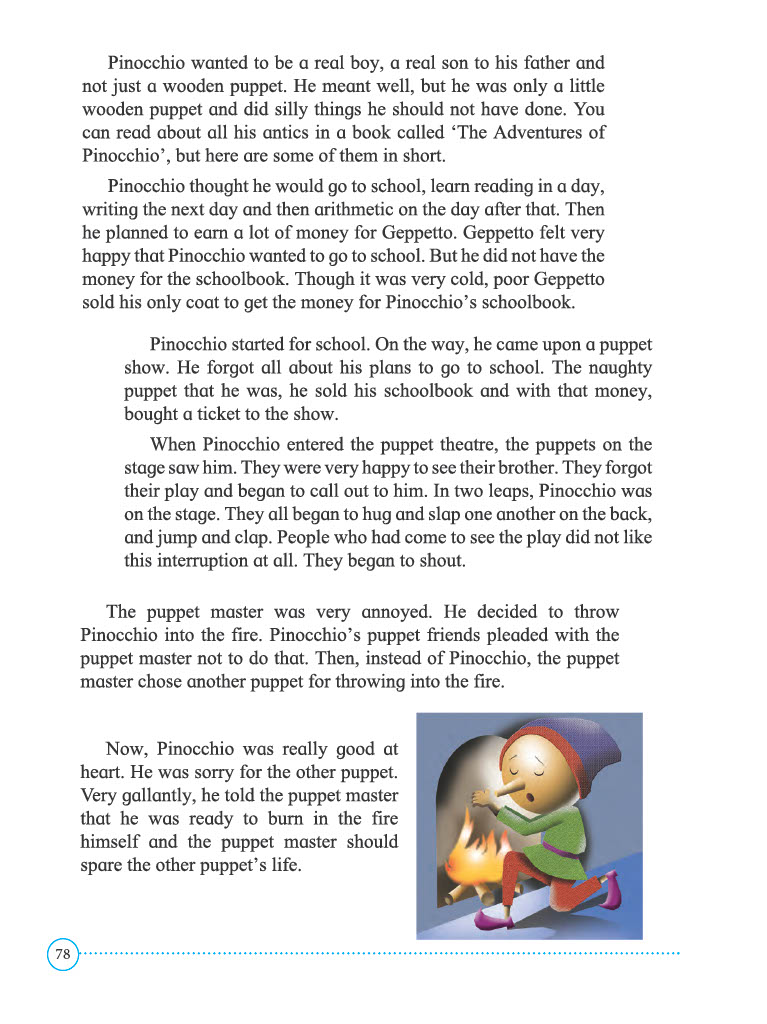 Pinocchio wanted to be a real boy, a real son to his father and
not just a wooden puppet. He meant well, but he was only a little
wooden puppet and did silly things he should not have done. You
can read about all his antics in a book called ‘The Adventures of
Pinocchio’, but here are some of them in short.
Pinocchio thought he would go to school, learn reading in a day,
writing the next day and then arithmetic on the day after that. Then
he planned to earn a lot of money for Geppetto. Geppetto felt very
happy that Pinocchio wanted to go to school. But he did not have the
money for the schoolbook. Though it was very cold, poor Geppetto
sold his only coat to get the money for Pinocchio’s schoolbook.
Pinocchio started for school. On the way, he came upon a puppet
show. He forgot all about his plans to go to school. The naughty
puppet that he was, he sold his schoolbook and with that money,
bought a ticket to the show.
When Pinocchio entered the puppet theatre, the puppets on the
stage saw him. They were very happy to see their brother. They forgot
their play and began to call out to him. In two leaps, Pinocchio was
on the stage. They all began to hug and slap one another on the back,
and jump and clap. People who had come to see the play did not like
this interruption at all. They began to shout.
The puppet master was very annoyed. He decided to throw
Pinocchio into the fire. Pinocchio’s puppet friends pleaded with the
puppet master not to do that. Then, instead of Pinocchio, the puppet
master chose another puppet for throwing into the fire.
Now, Pinocchio was really good at
heart. He was sorry for the other puppet.
Very gallantly, he told the puppet master
that he was ready to burn in the fire
himself and the puppet master should
spare the other puppet’s life.
78